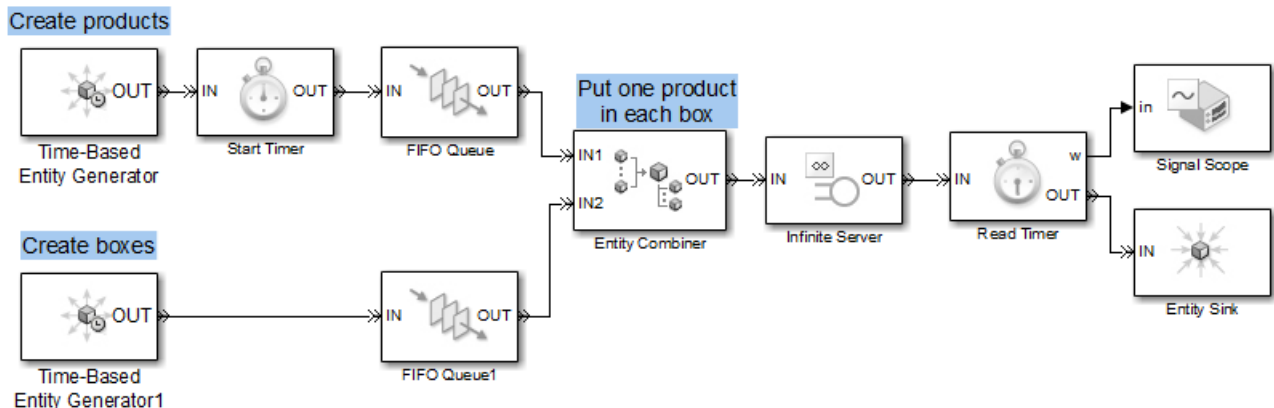 Create products
OUT
IN
OUT
IN
OUT
Time-Based
Entity Generator
Start Timer
FIFO Queue
Put one product
in each box
IN1
IN2
OUT
Entity Combiner
IN
OUT
Infinite Server
IN
w
OUT
Read Timer
in
Signal Scope
IN
Entity Sink
Create boxes
OUT
IN
OUT
Time-Based
Entity Generator1
FIFO Queue1